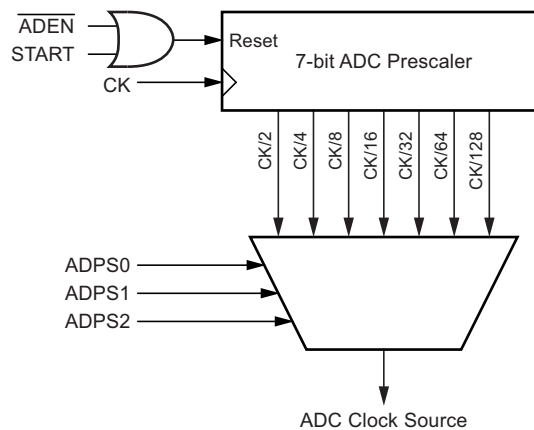 ADEN
START
Reset
7-bit ADC Prescaler
CK
CK/2
CK/4
CK/8
CK/16
CK/32
CK/64
CK/128
ADPS0
ADPS1
ADPS2
ADC Clock Source